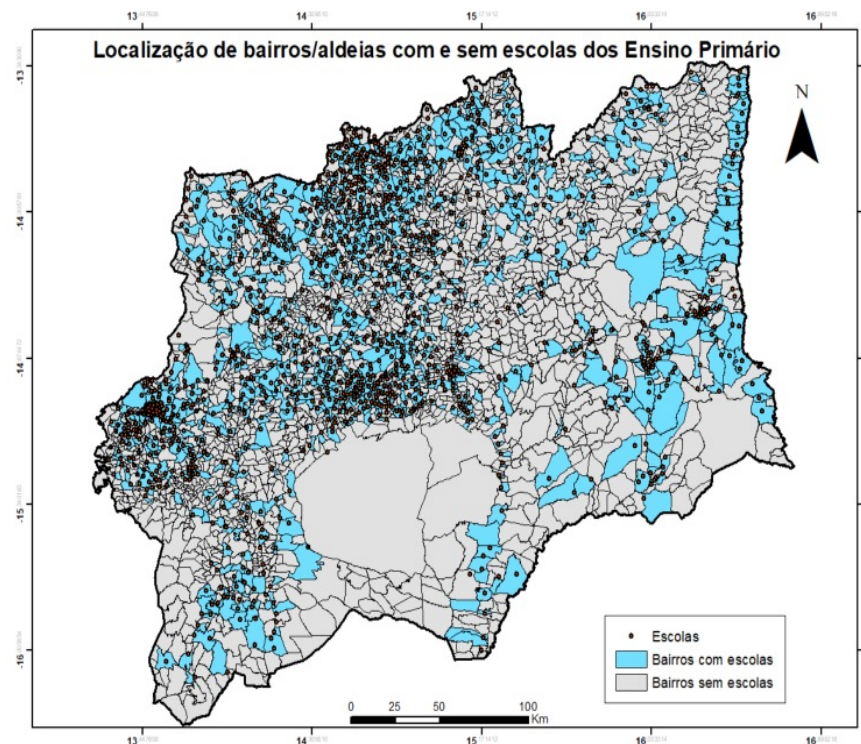 13
14
15
16
16
Localização de bairros/aldeias com e sem escolas dos Ensino Primário
N
-13
-14
-14
-15
-16
Escolas
Bairros com escolas
Bairros sem escolas
0 25 50 100
Km
13
14
15
16
16